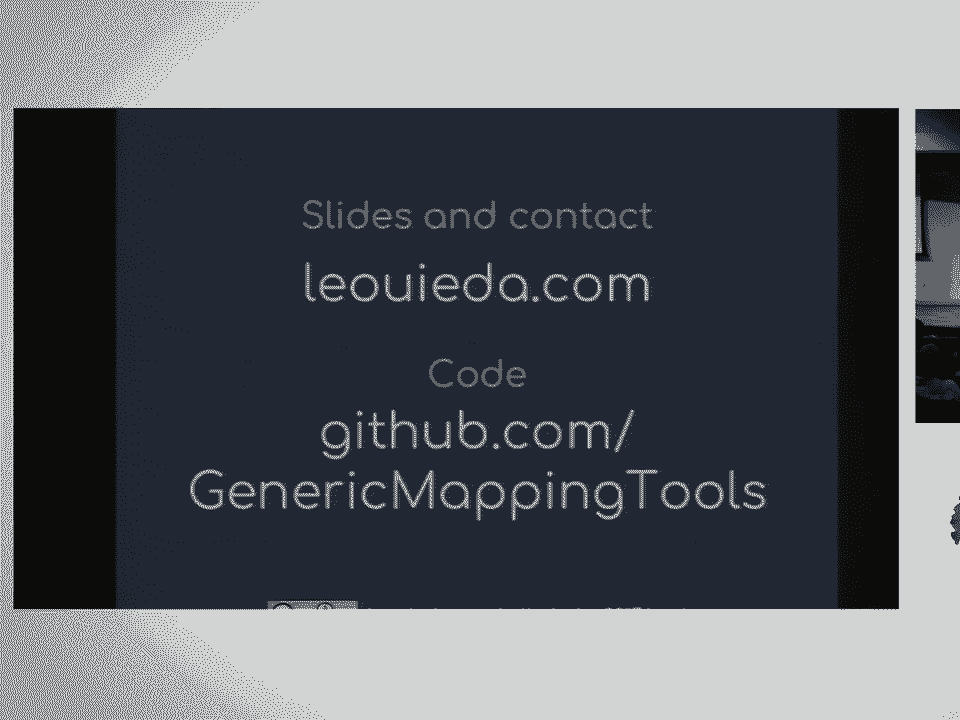 Slides and contact
leouieda.com
Code
github.com/
GenericMappingTools